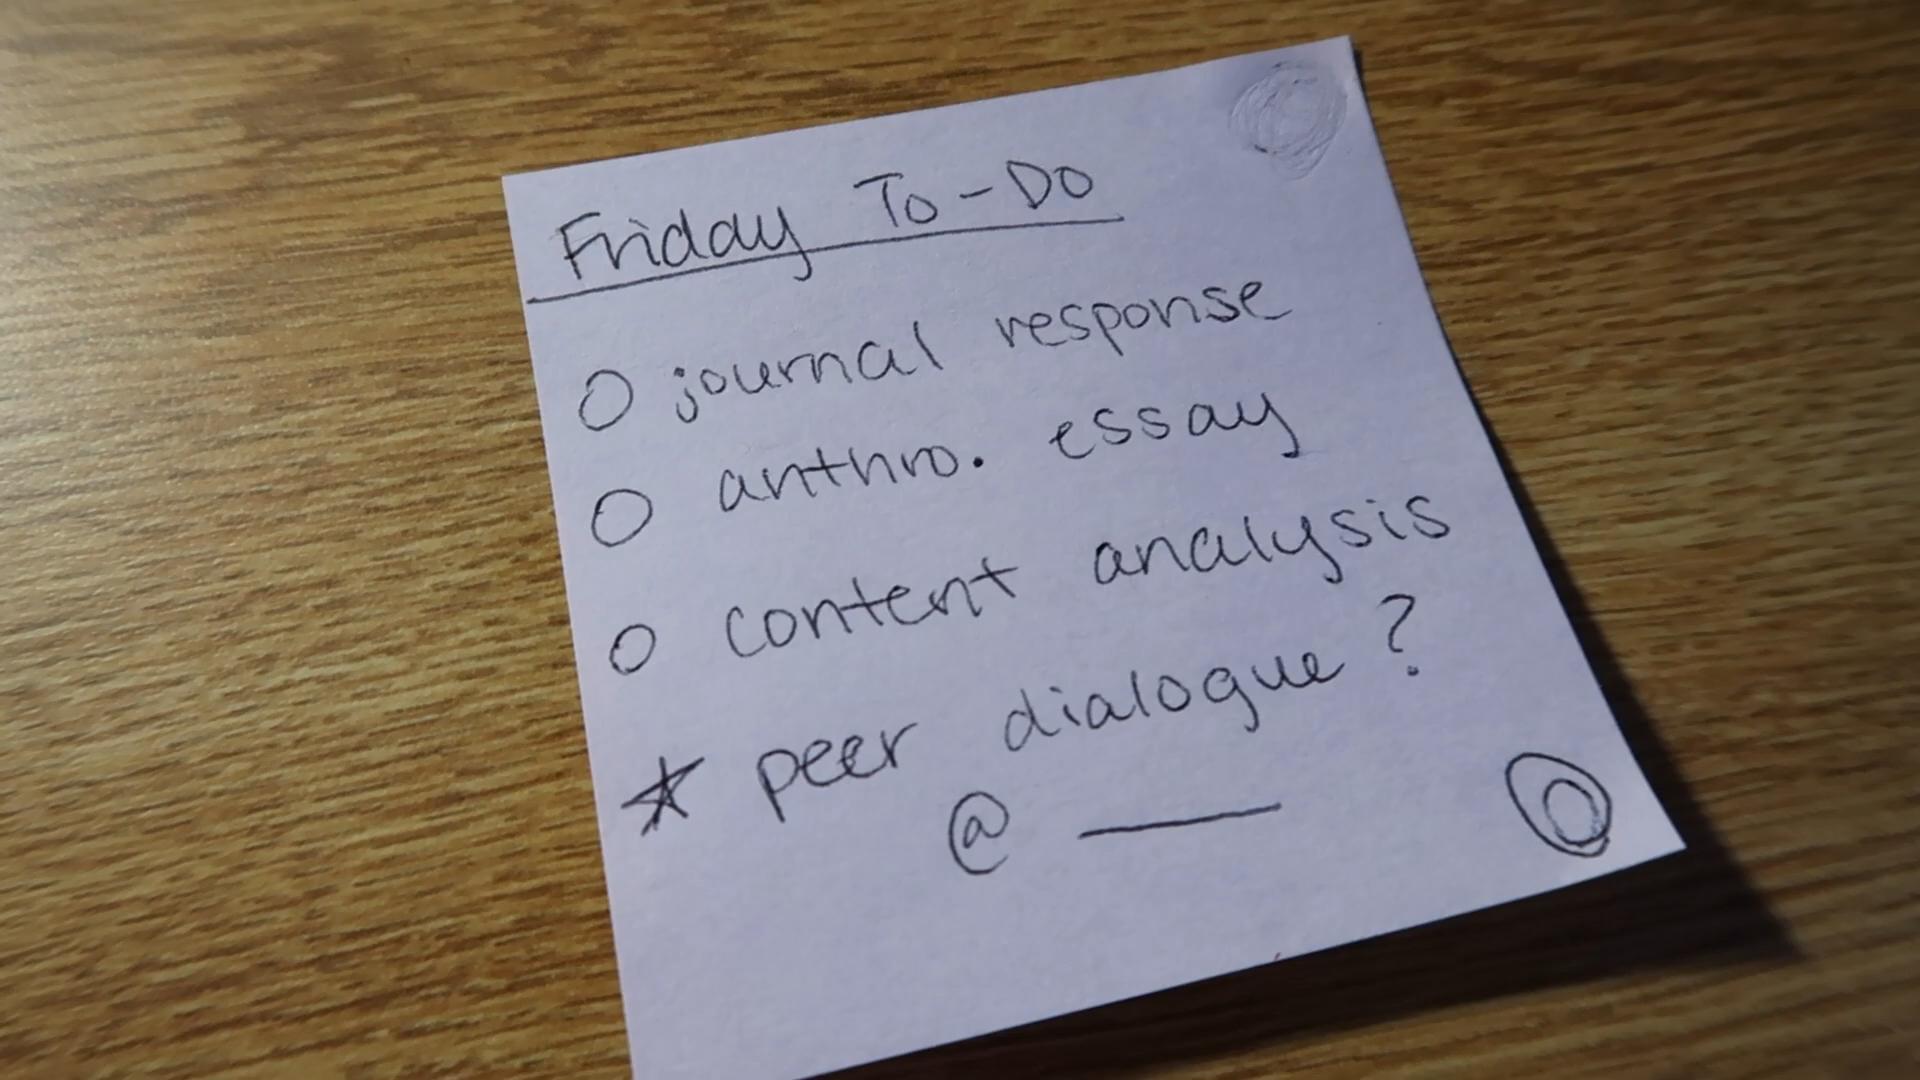 Friday To-Do
journal response
anthro. essay
content analysis
peer dialogue?
@ ____